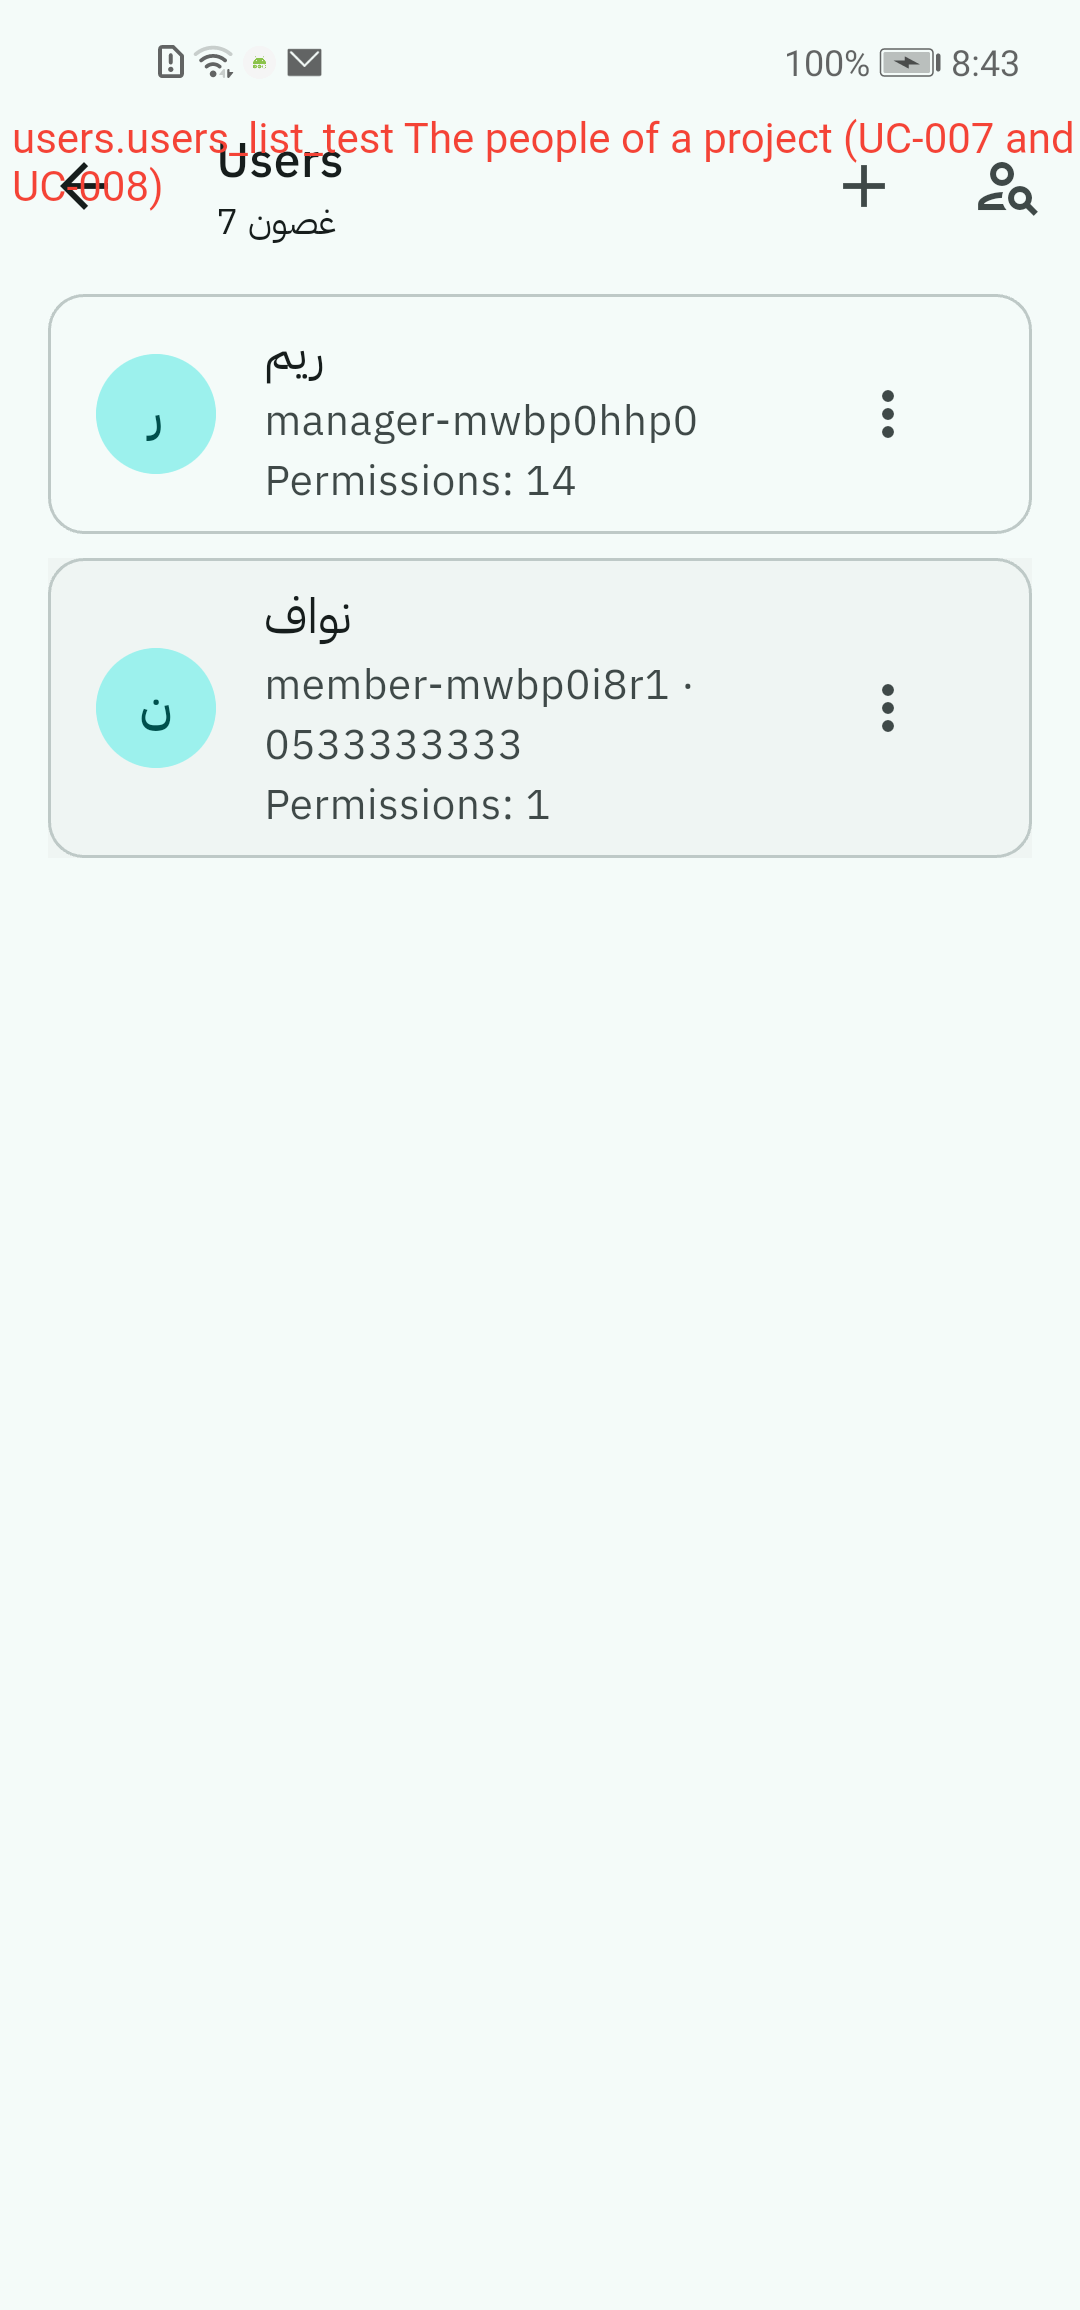 100% 8:43
users.users_list_test The people of a project (UC-007 and
UC-008)
Users
غصون 7
ر
ريم
manager-mwbp0hhp0
Permissions: 14
ن
نواف
member-mwbp0i8r1 ·
0533333333
Permissions: 1